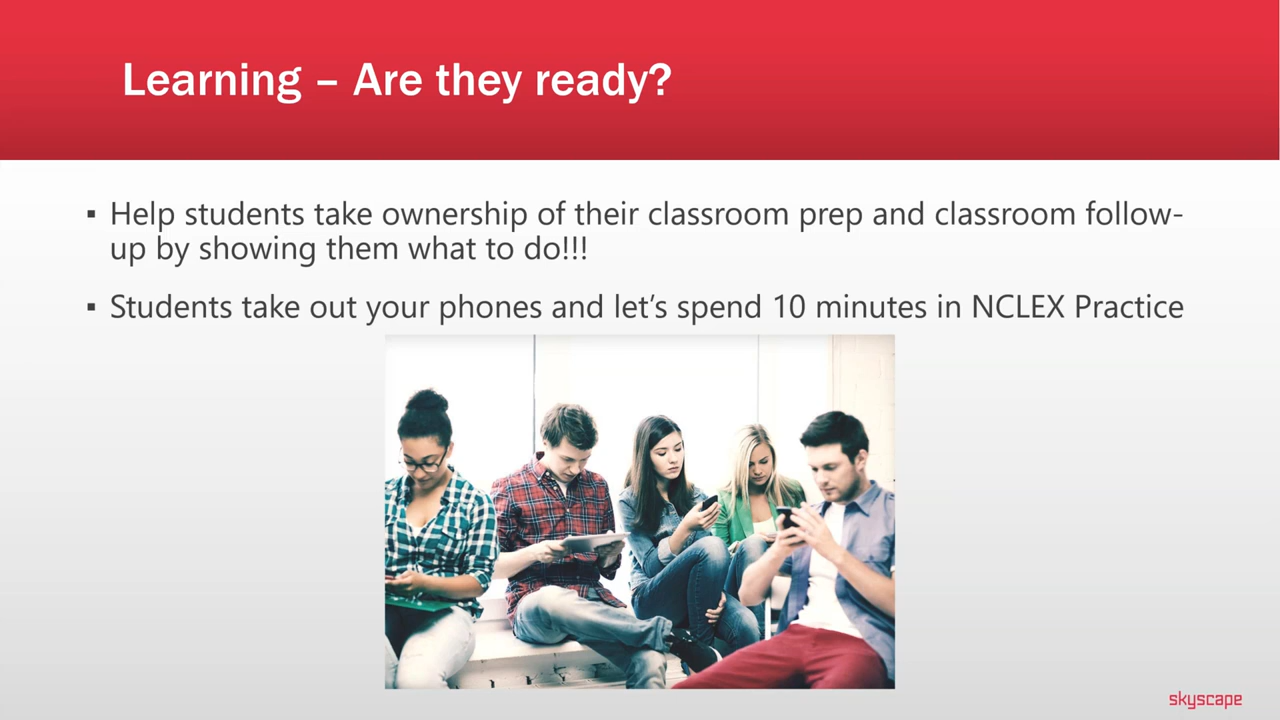 Learning – Are they ready?
▪ Help students take ownership of their classroom prep and classroom follow-
up by showing them what to do!!!
▪ Students take out your phones and let’s spend 10 minutes in NCLEX Practice
skyscape